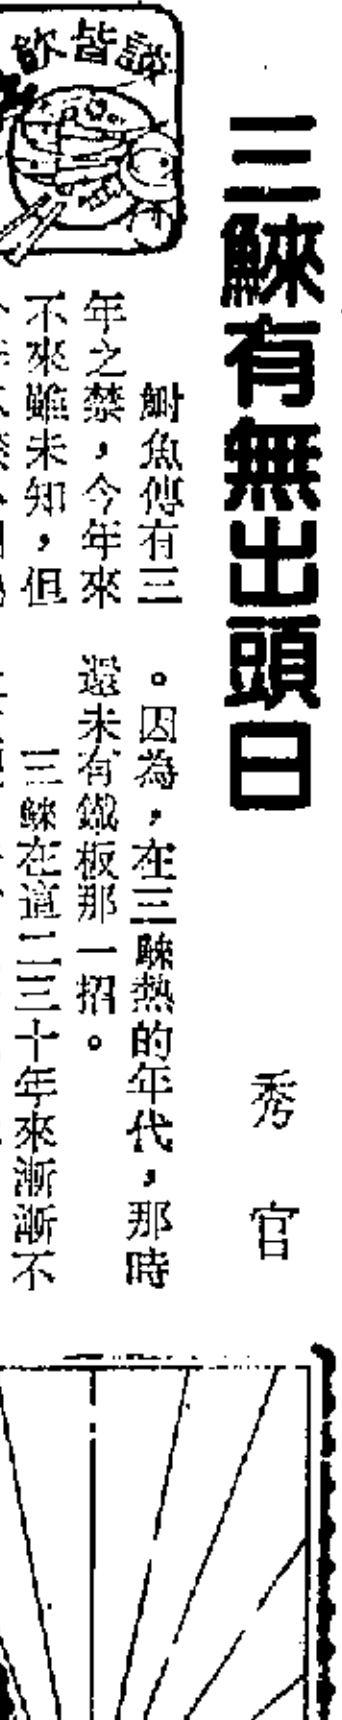 三鯠有無出頭日
秀官
談皆飲
鰣魚傳有三
年之禁，今年來
不來雖未知，但
。因為，在三鯠熱的年代，那時
還未有鐵板那一招。
三鯠在這二三十年來漸漸不